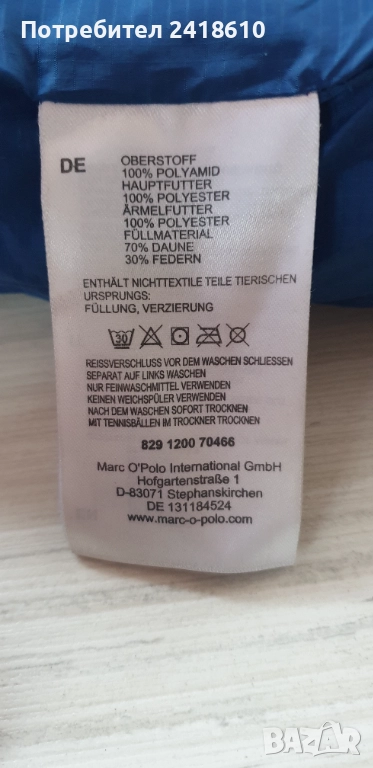 Потребител 2418610
DE
OBERSTOFF
100% POLYAMID
HAUPTFUTTER
100% POLYESTER
ÄRMELFUTTER
100% POLYESTER
FÜLLMATERIAL
70% DAUNE
30% FEDERN
ENTHÄLT NICHTTEXTILE TEILE TIERISCHEN
URSPRUNGS:
FÜLLUNG, VERZIERUNG
30
REISSVERSCHLUSS VOR DEM WASCHEN SCHLIESSEN
SEPARAT AUF LINKS WASCHEN
NUR FEINWASCHMITTEL VERWENDEN
KEINEN WEICHSPÜLER VERWENDEN
NACH DEM WASCHEN SOFORT TROCKNEN
MIT TENNISBÄLLEN IM TROCKNER TROCKNEN
829 1200 70466
Marc O'Polo International GmbH
Hofgartenstraße 1
D-83071 Stephanskirchen
DE 131184524
www.marc-o-polo.com
BAZAR